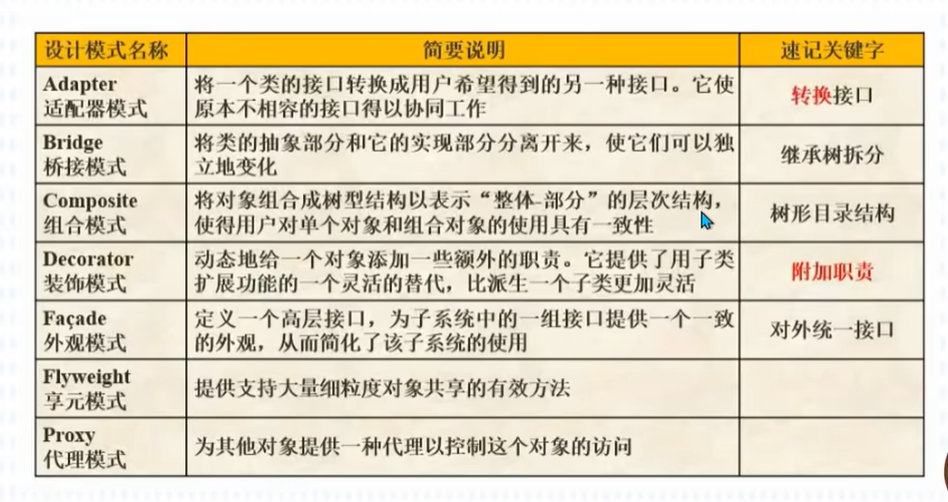 设计模式名称 简要说明 速记关键字
Adapter
适配器模式
将一个类的接口转换成用户希望得到的另一种接口。它使
原本不相容的接口得以协同工作
转换接口
Bridge
桥接模式
将类的抽象部分和它的实现部分分离开来，使它们可以独
立地变化
继承树拆分
Composite
组合模式
将对象组合成树型结构以表示“整体-部分”的层次结构，
使得用户对单个对象和组合对象的使用具有一致性
树形目录结构
Decorator
装饰模式
动态地给一个对象添加一些额外的职责。它提供了用子类
扩展功能的一个灵活的替代，比派生一个子类更加灵活
附加职责
Façade
外观模式
定义一个高层接口，为子系统中的一组接口提供一个一致
的外观，从而简化了该子系统的使用
对外统一接口
Flyweight
享元模式
提供支持大量细粒度对象共享的有效方法
Proxy
代理模式
为其他对象提供一种代理以控制这个对象的访问